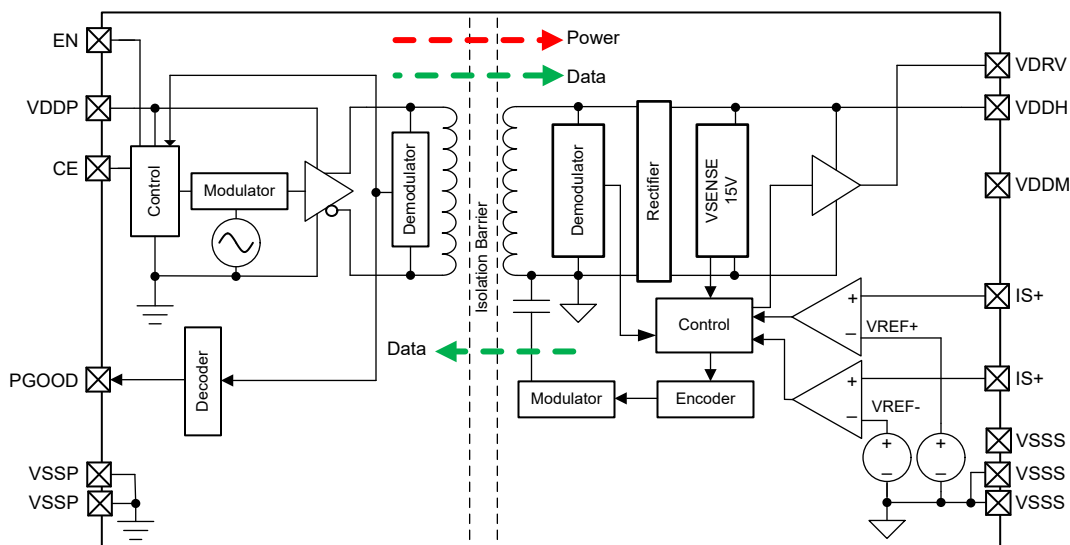 EN
Power
VDRV
Data
VDDP
VDDH
CE
Control
Modulator
Demodulator
Isolation Barrier
Demodulator
Rectifier
VSENSE
15V
VDDM
IS+
VREF+
Control
Data
PGOOD
Decoder
Modulator
Encoder
IS+
VREF-
VSSS
VSSP
VSSS
VSSP
VSSS
+
−
+
−
+
−
+
−